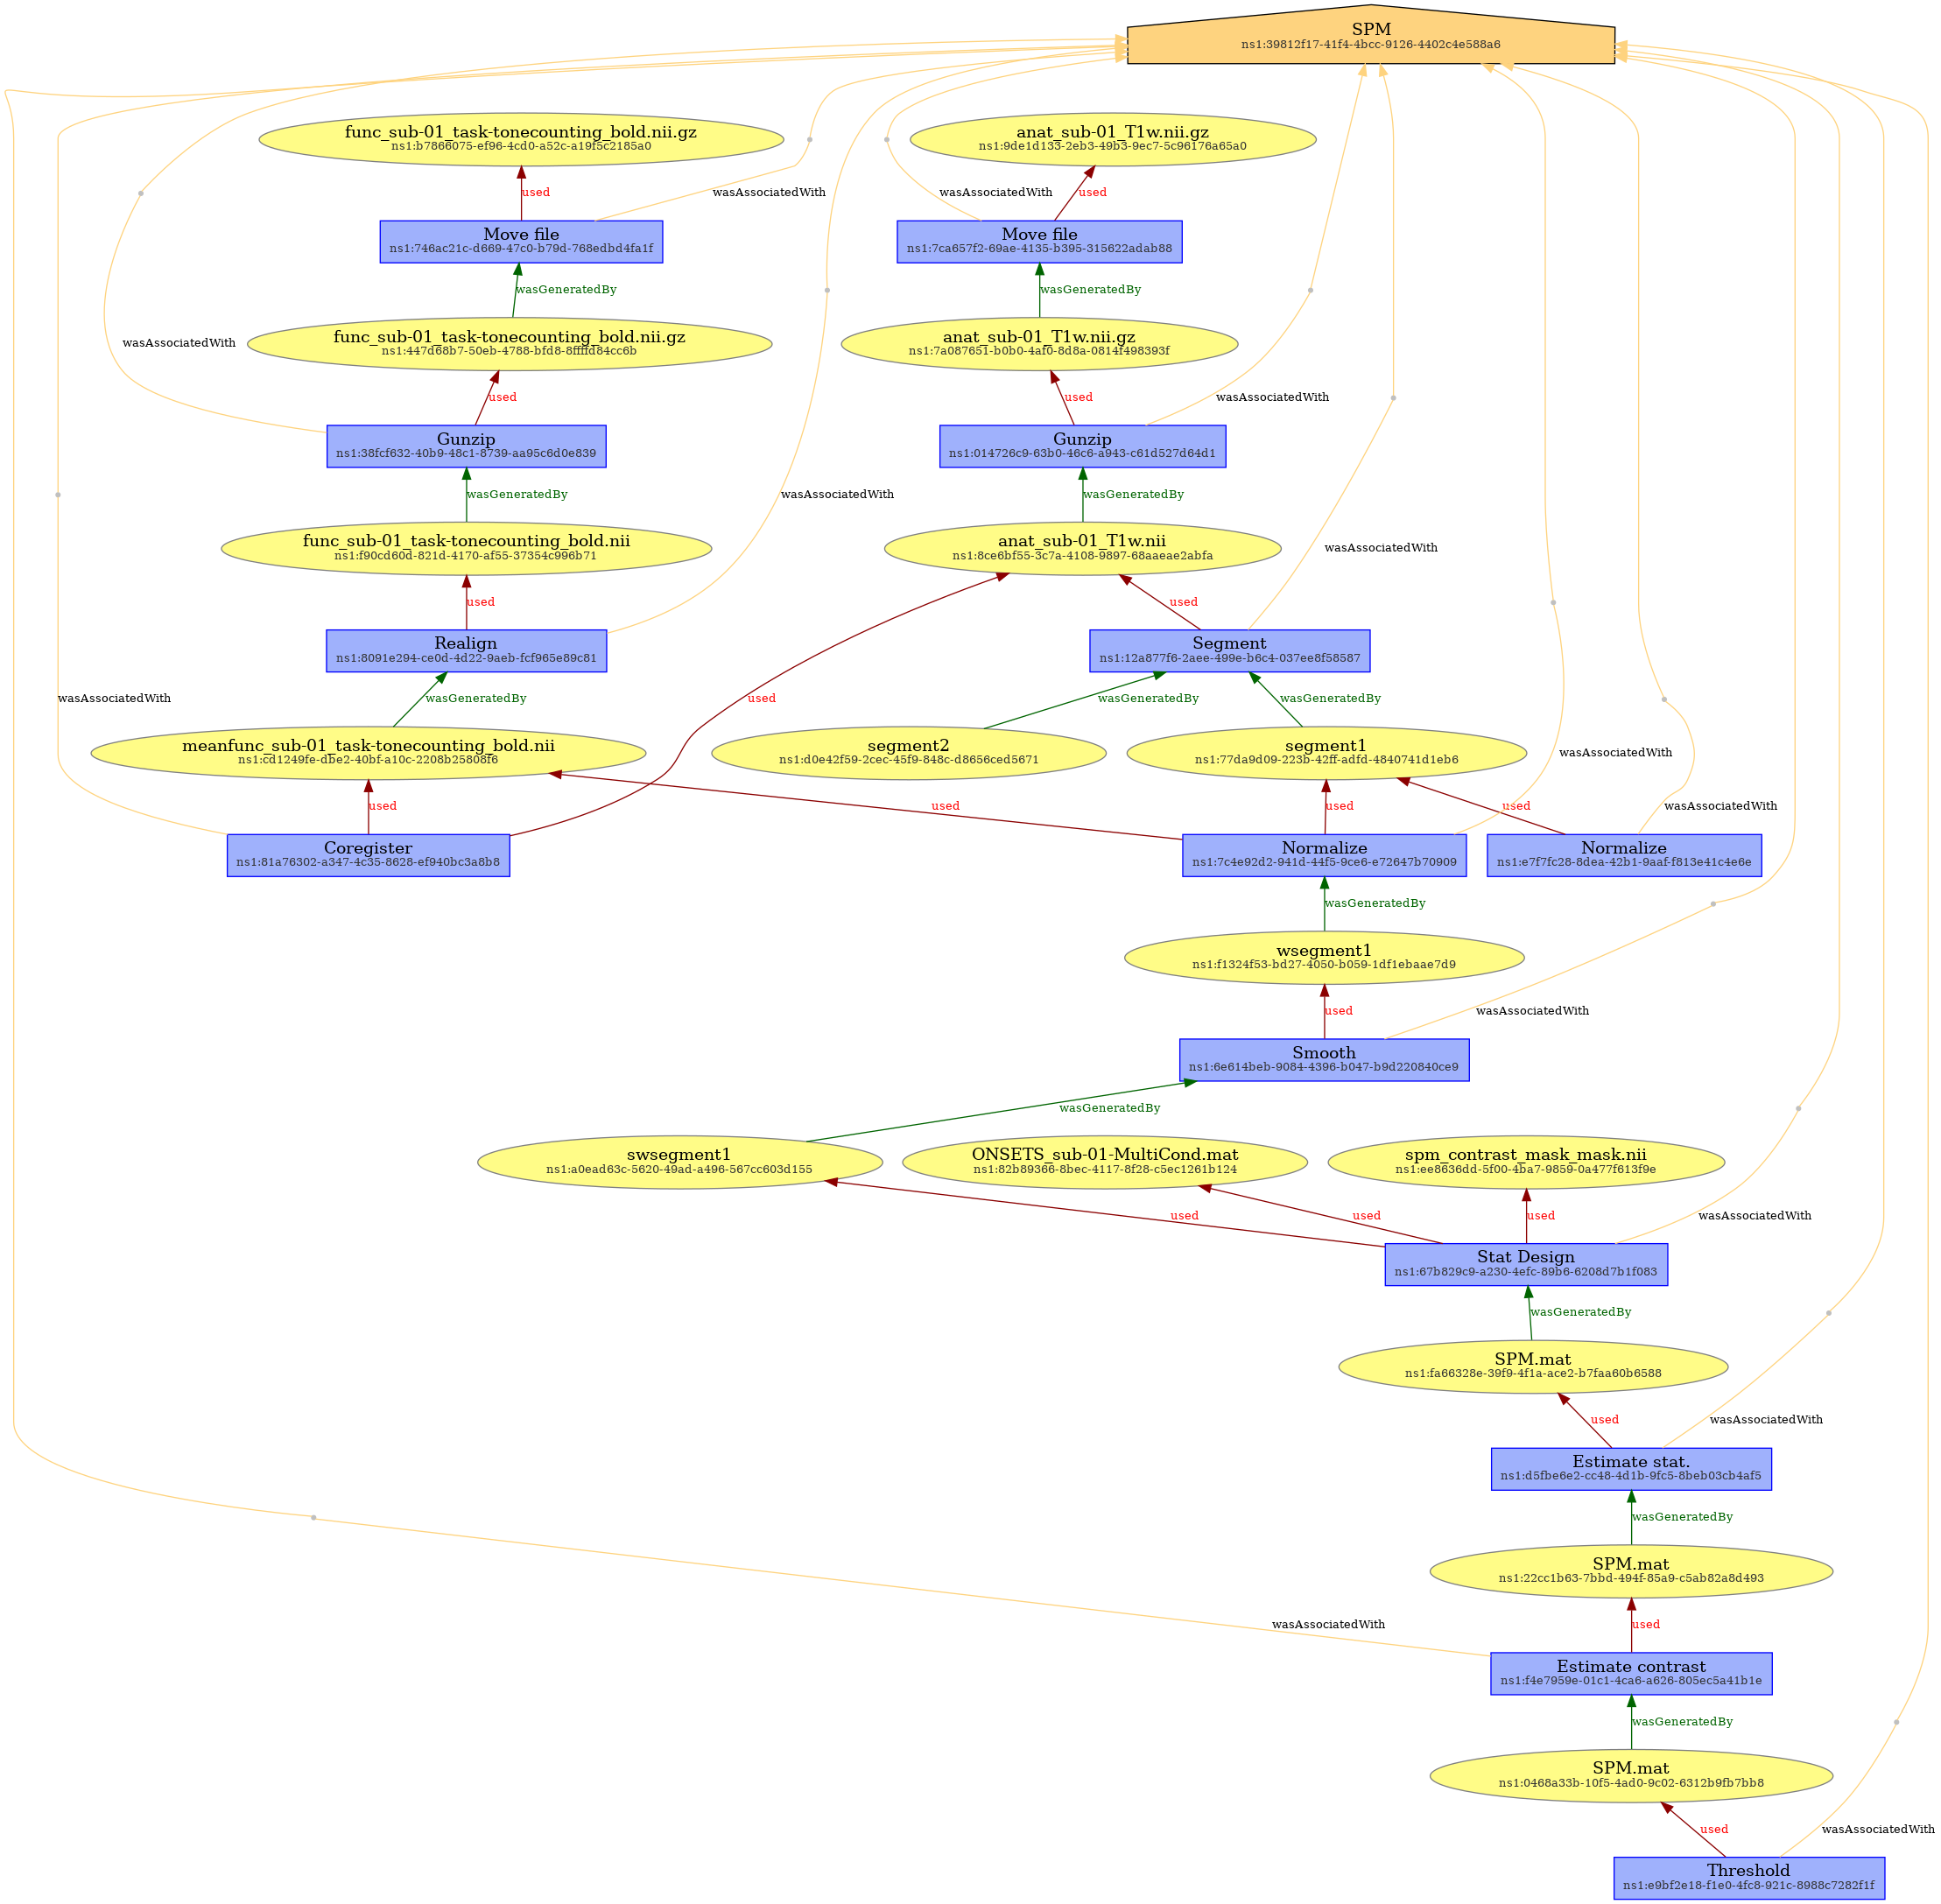 SPM
ns1:39812f17-41f4-4bcc-9126-4402c4e588a6
func_sub-01_task-tonecounting_bold.nii.gz
ns1:b7866075-ef96-4cd0-a52c-a19f5c2185a0
anat_sub-01_T1w.nii.gz
ns1:9de1d133-2eb3-49b3-9ec7-5c96176a65a0
used
wasAssociatedWith
wasAssociatedWith
used
Move file
ns1:746ac21c-d669-47c0-b79d-768edbd4fa1f
Move file
ns1:7ca657f2-69ae-4135-b395-315622adab88
wasGeneratedBy
wasGeneratedBy
func_sub-01_task-tonecounting_bold.nii.gz
ns1:447d68b7-50eb-4788-bfd8-8ffffd84cc6b
anat_sub-01_T1w.nii.gz
ns1:7a087651-b0b0-4af0-8d8a-0814f498393f
wasAssociatedWith
used
used
wasAssociatedWith
Gunzip
ns1:38fcf632-40b9-48c1-8739-aa95c6d0e839
Gunzip
ns1:014726c9-63b0-46c6-a943-c61d527d64d1
wasGeneratedBy
wasAssociatedWith
wasGeneratedBy
func_sub-01_task-tonecounting_bold.nii
ns1:f90cd60d-821d-4170-af55-37354c996b71
anat_sub-01_T1w.nii
ns1:8ce6bf55-3c7a-4108-9897-68aaeae2abfa
wasAssociatedWith
used
used
Realign
ns1:8091e294-ce0d-4d22-9aeb-fcf965e89c81
Segment
ns1:12a877f6-2aee-499e-b6c4-037ee8f58587
wasAssociatedWith
wasGeneratedBy
used
wasGeneratedBy
wasGeneratedBy
meanfunc_sub-01_task-tonecounting_bold.nii
ns1:cd1249fe-dbe2-40bf-a10c-2208b25808f6
segment2
ns1:d0e42f59-2cec-45f9-848c-d8656ced5671
segment1
ns1:77da9d09-223b-42ff-adfd-4840741d1eb6
wasAssociatedWith
used
used
used
used
wasAssociatedWith
Coregister
ns1:81a76302-a347-4c35-8628-ef940bc3a8b8
Normalize
ns1:7c4e92d2-941d-44f5-9ce6-e72647b70909
Normalize
ns1:e7f7fc28-8dea-42b1-9aaf-f813e41c4e6e
wasGeneratedBy
wsegment1
ns1:f1324f53-bd27-4050-b059-1df1ebaae7d9
used
wasAssociatedWith
Smooth
ns1:6e614beb-9084-4396-b047-b9d220840ce9
wasGeneratedBy
swsegment1
ns1:a0ead63c-5620-49ad-a496-567cc603d155
ONSETS_sub-01-MultiCond.mat
ns1:82b89366-8bec-4117-8f28-c5ec1261b124
spm_contrast_mask_mask.nii
ns1:ee8636dd-5f00-4ba7-9859-0a477f613f9e
used
used
used
wasAssociatedWith
Stat Design
ns1:67b829c9-a230-4efc-89b6-6208d7b1f083
wasGeneratedBy
SPM.mat
ns1:fa66328e-39f9-4f1a-ace2-b7faa60b6588
used
wasAssociatedWith
Estimate stat.
ns1:d5fbe6e2-cc48-4d1b-9fc5-8beb03cb4af5
wasGeneratedBy
SPM.mat
ns1:22cc1b63-7bbd-494f-85a9-c5ab82a8d493
wasAssociatedWith
used
Estimate contrast
ns1:f4e7959e-01c1-4ca6-a626-805ec5a41b1e
wasGeneratedBy
SPM.mat
ns1:0468a33b-10f5-4ad0-9c02-6312b9fb7bb8
used
wasAssociatedWith
Threshold
ns1:e9bf2e18-f1e0-4fc8-921c-8988c7282f1f